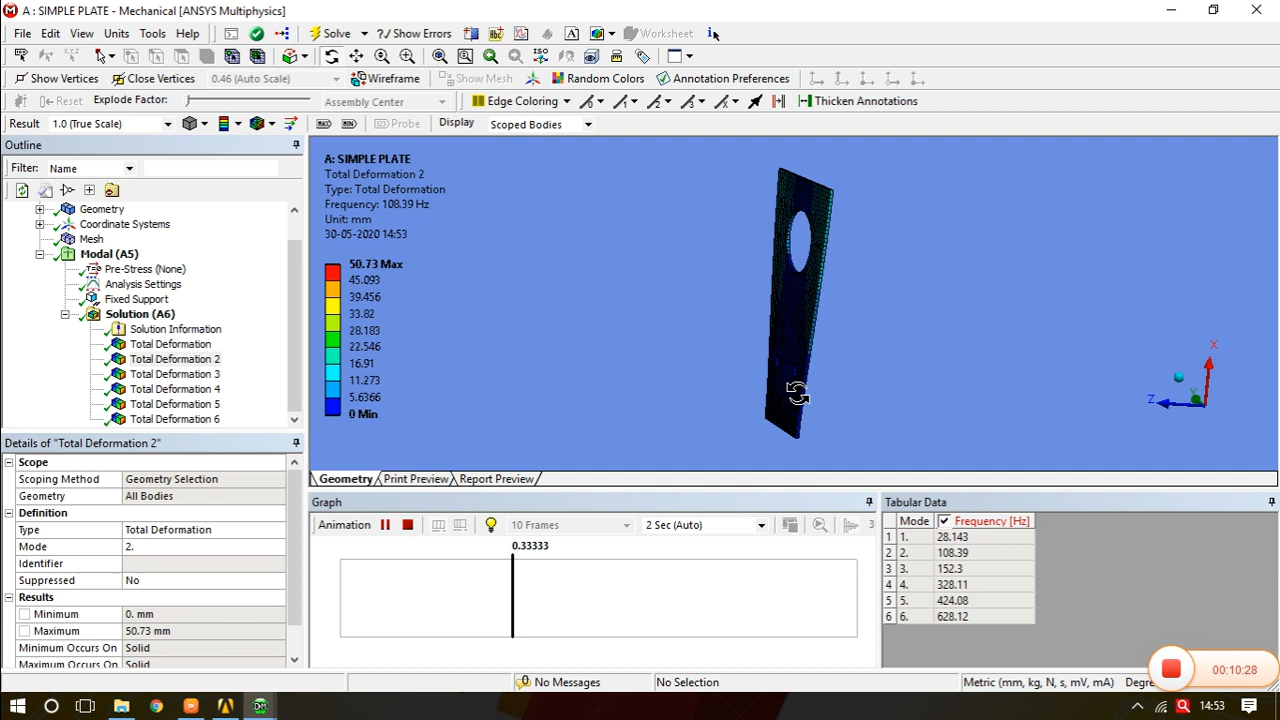 A : SIMPLE PLATE - Mechanical [ANSYS Multiphysics]
File Edit View Units Tools Help Solve ?/ Show Errors Worksheet
Show Vertices Close Vertices 0.46 (Auto Scale) Wireframe Show Mesh Random Colors Annotation Preferences
Reset Explode Factor: Assembly Center Edge Coloring Thicken Annotations
Result 1.0 (True Scale) Probe Display Scoped Bodies
Outline
Filter: Name
Geometry
Coordinate Systems
Mesh
Modal (A5)
Pre-Stress (None)
Analysis Settings
Fixed Support
Solution (A6)
Solution Information
Total Deformation
Total Deformation 2
Total Deformation 3
Total Deformation 4
Total Deformation 5
Total Deformation 6
Details of "Total Deformation 2"
Scope
Scoping Method Geometry Selection
Geometry All Bodies
Definition
Type Total Deformation
Mode 2.
Identifier
Suppressed No
Results
Minimum 0. mm
Maximum 50.73 mm
Minimum Occurs On Solid
Maximum Occurs On Solid
A: SIMPLE PLATE
Total Deformation 2
Type: Total Deformation
Frequency: 108.39 Hz
Unit: mm
30-05-2020 14:53
50.73 Max
45.093
39.456
33.82
28.183
22.546
16.91
11.273
5.6366
0 Min
X
Y
Z
Geometry Print Preview Report Preview
Graph
Animation 10 Frames 2 Sec (Auto) 3
0.33333
Tabular Data
Mode Frequency [Hz]
1 1. 28.143
2 2. 108.39
3 3. 152.3
4 4. 328.11
5 5. 424.08
6 6. 628.12
00:10:28
No Messages No Selection Metric (mm, kg, N, s, mV, mA)
14:53